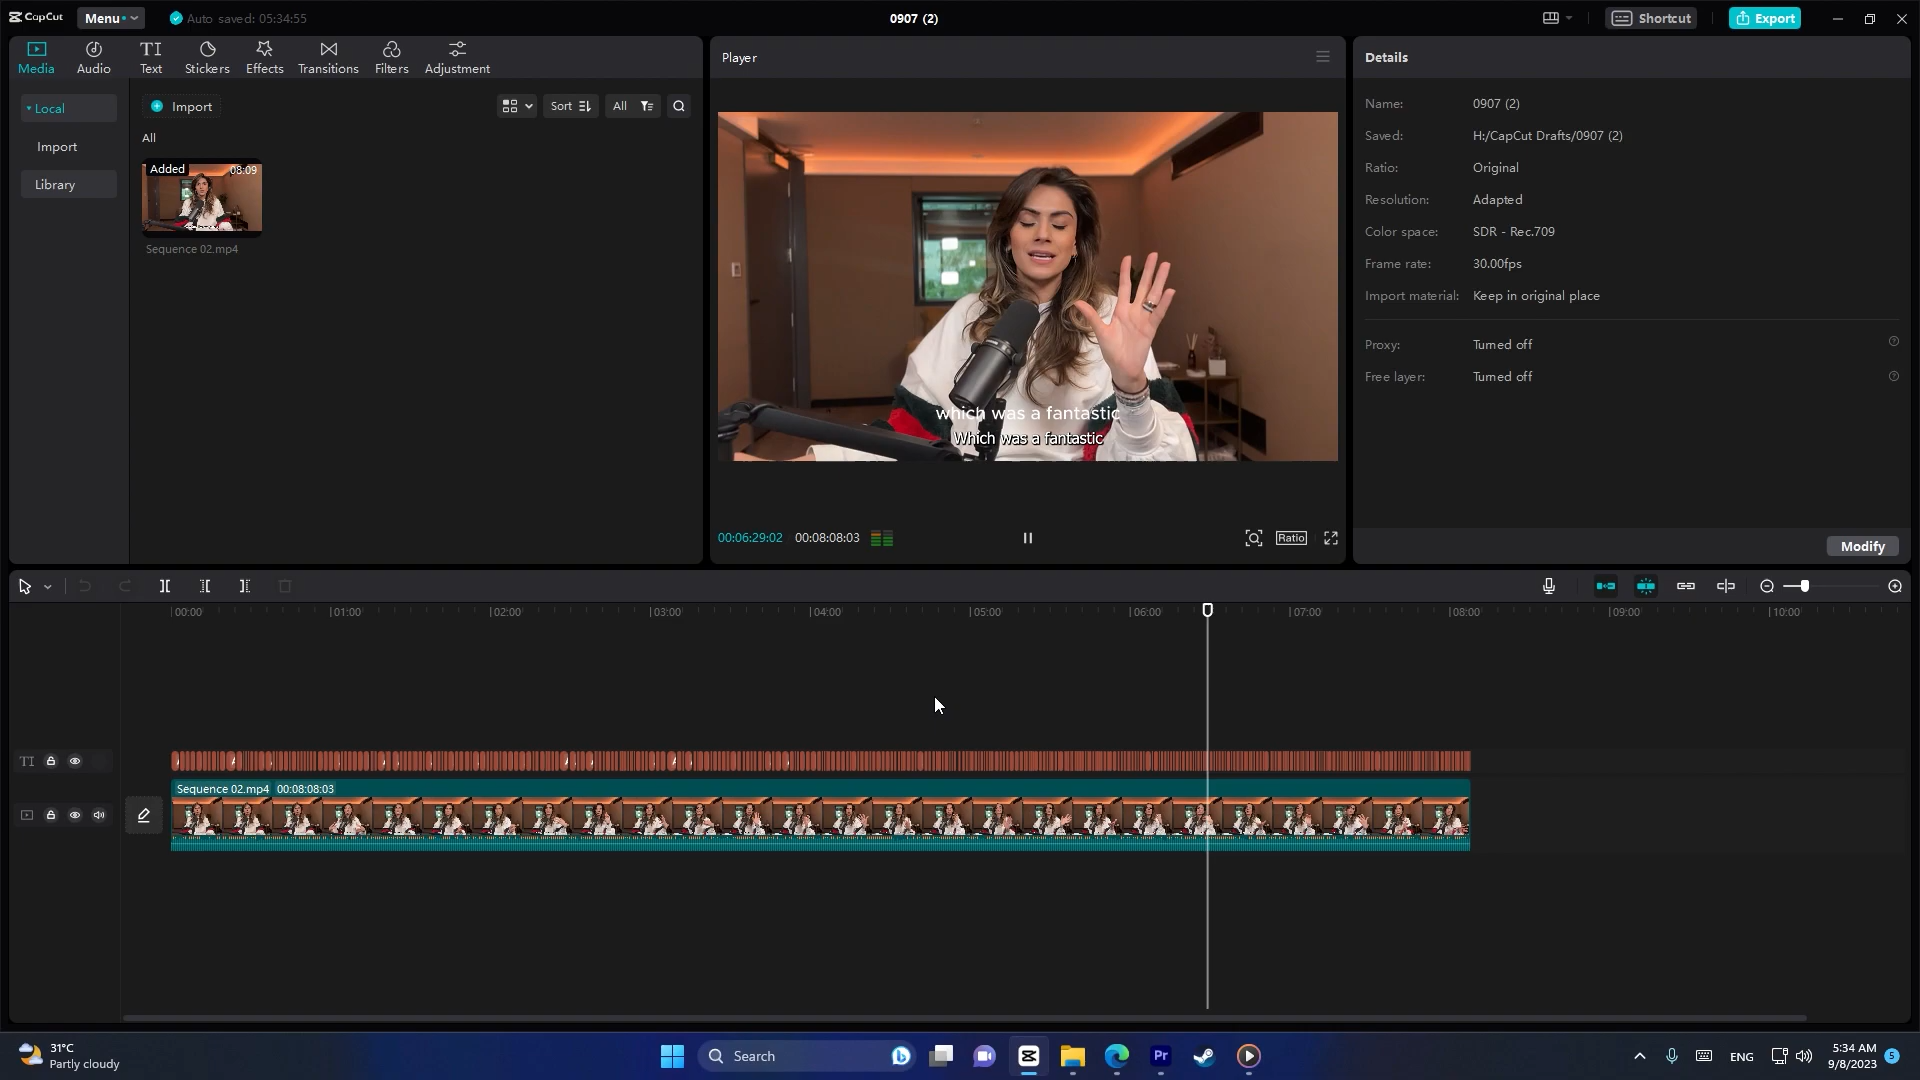 CapCut
Menu
Auto saved: 05:34:55
0907 (2)
Shortcut
Export
Media
Audio
TI
Text
Stickers
Effects
Transitions
Filters
Adjustment
Player
Details
Local
Import
Library
Import
Sort
All
All
Added
08:09
Sequence 02.mp4
which was a fantastic
Which was a fantastic
00:06:29:02
00:08:08:03
Ratio
Name: 0907 (2)
Saved: H:/CapCut Drafts/0907 (2)
Ratio: Original
Resolution: Adapted
Color space: SDR - Rec.709
Frame rate: 30.00fps
Import material: Keep in original place
Proxy: Turned off
Free layer: Turned off
Modify
00:00
01:00
02:00
03:00
04:00
05:00
06:00
07:00
08:00
09:00
10:00
TI
Sequence 02.mp4 00:08:08:03
31°C
Partly cloudy
Search
Pr
ENG
5:34 AM
9/8/2023
5